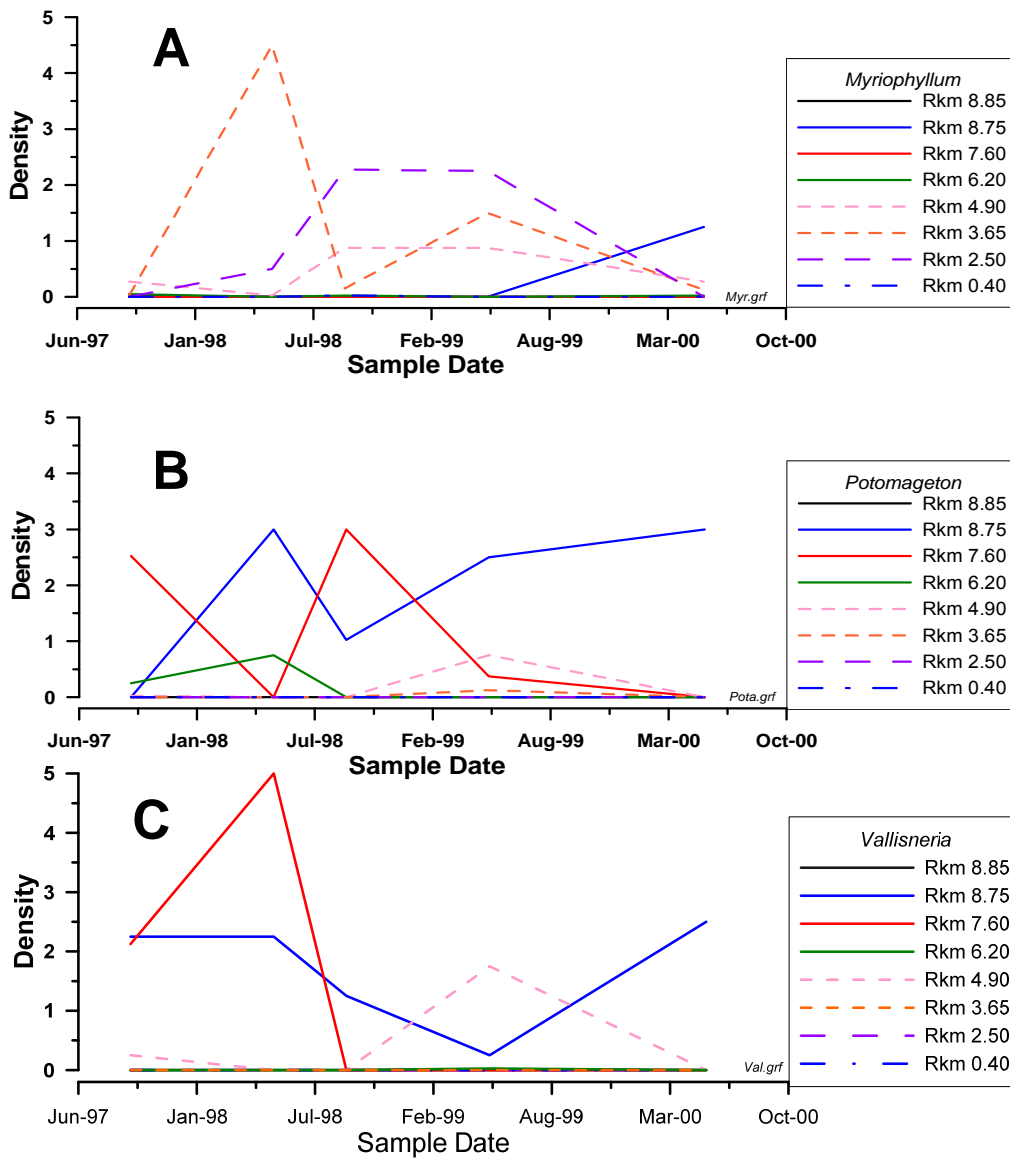 A
Density
5
4
3
2
1
0
Jun-97 Jan-98 Jul-98 Feb-99 Aug-99 Mar-00 Oct-00
Sample Date
Myr.grf
Myriophyllum
Rkm 8.85
Rkm 8.75
Rkm 7.60
Rkm 6.20
Rkm 4.90
Rkm 3.65
Rkm 2.50
Rkm 0.40
B
Density
5
4
3
2
1
0
Jun-97 Jan-98 Jul-98 Feb-99 Aug-99 Mar-00 Oct-00
Sample Date
Pota.grf
Potomageton
Rkm 8.85
Rkm 8.75
Rkm 7.60
Rkm 6.20
Rkm 4.90
Rkm 3.65
Rkm 2.50
Rkm 0.40
C
Density
5
4
3
2
1
0
Jun-97 Jan-98 Jul-98 Feb-99 Aug-99 Mar-00 Oct-00
Sample Date
Val.grf
Vallisneria
Rkm 8.85
Rkm 8.75
Rkm 7.60
Rkm 6.20
Rkm 4.90
Rkm 3.65
Rkm 2.50
Rkm 0.40